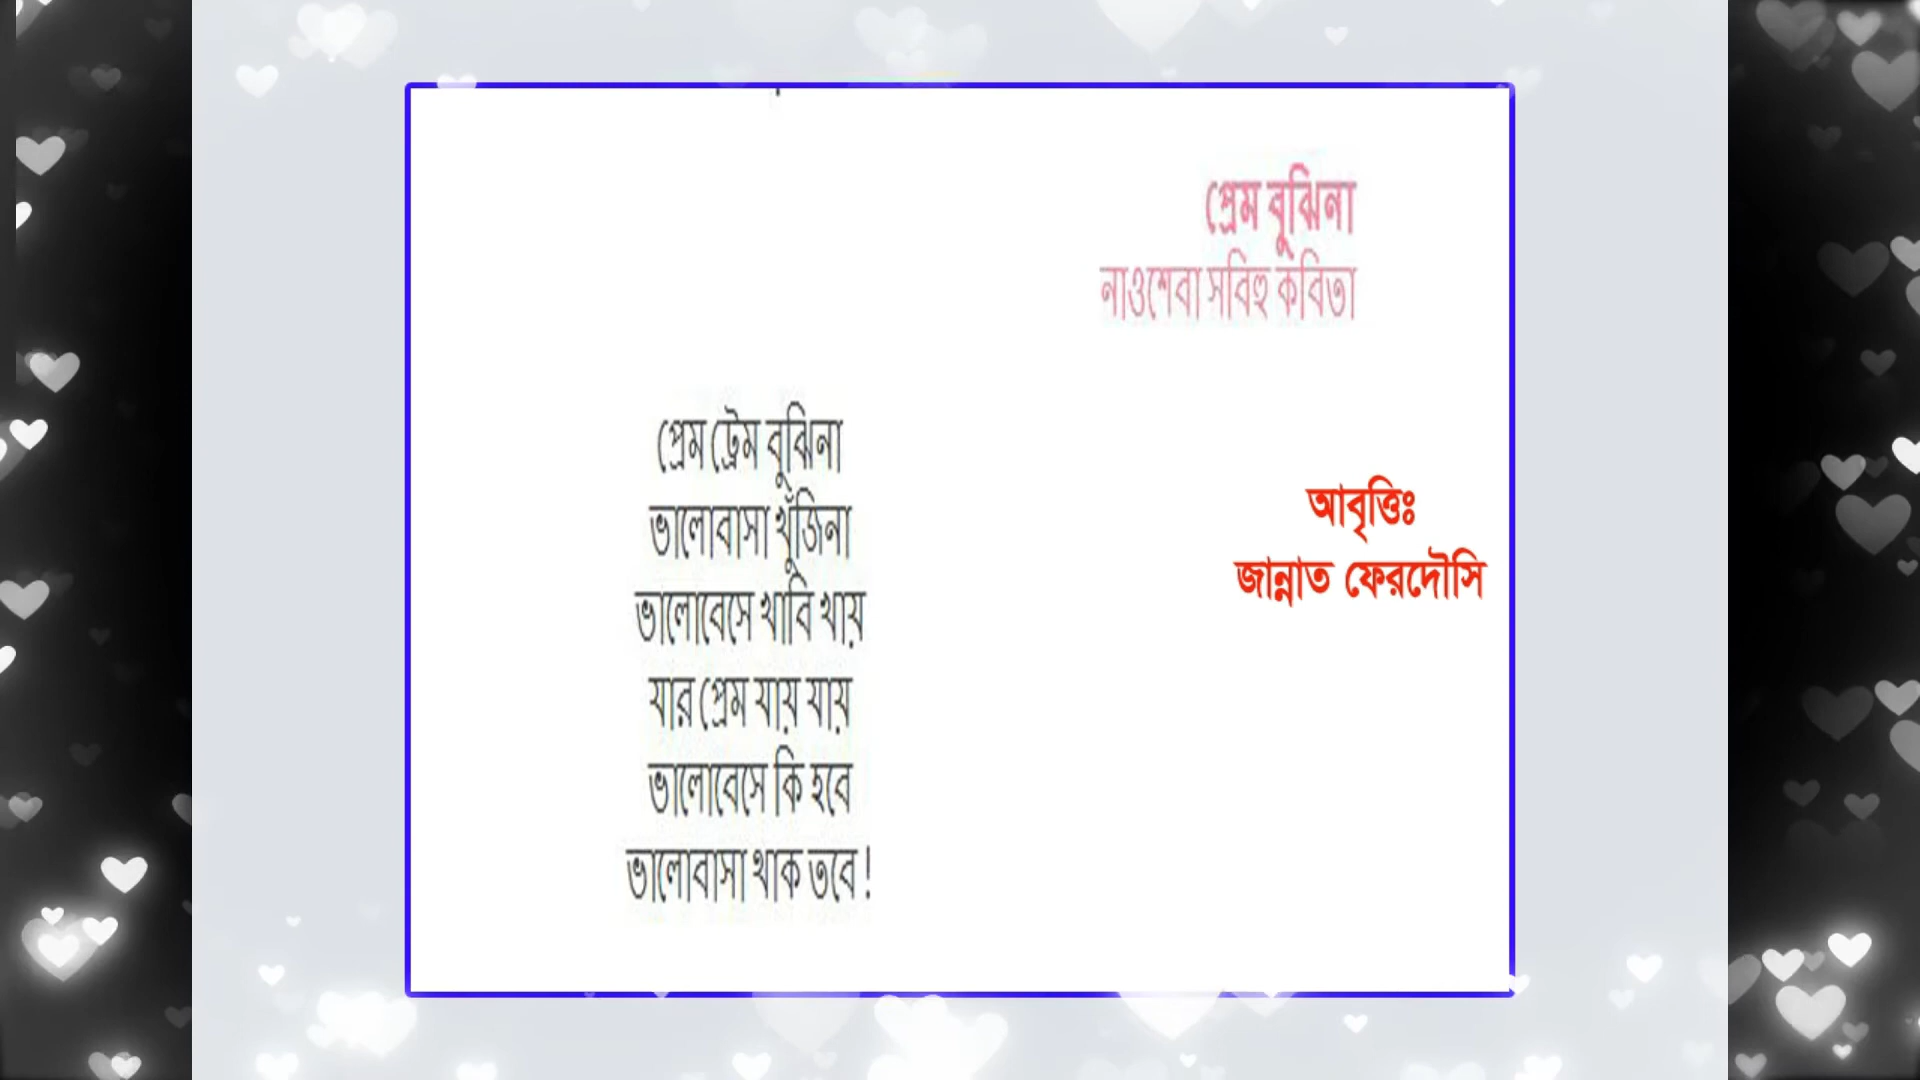 প্রেম বুঝিনা
নাওশেবা সবিহু কবিতা
প্রেম ট্রেম বুঝিনা
ভালোবাসা খুঁজিনা
ভালোবেসে খাবি খায়
যার প্রেম যায় যায়
ভালোবেসে কি হবে
ভালোবাসা থাক তবে !
আবৃত্তিঃ
জান্নাত ফেরদৌসি